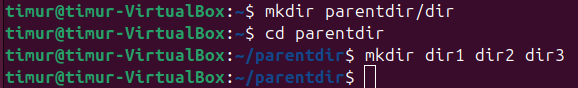 timur@timur-VirtualBox:~$ mkdir parentdir/dir
timur@timur-VirtualBox:~$ cd parentdir
timur@timur-VirtualBox:~/parentdir$ mkdir dir1 dir2 dir3
timur@timur-VirtualBox:~/parentdir$